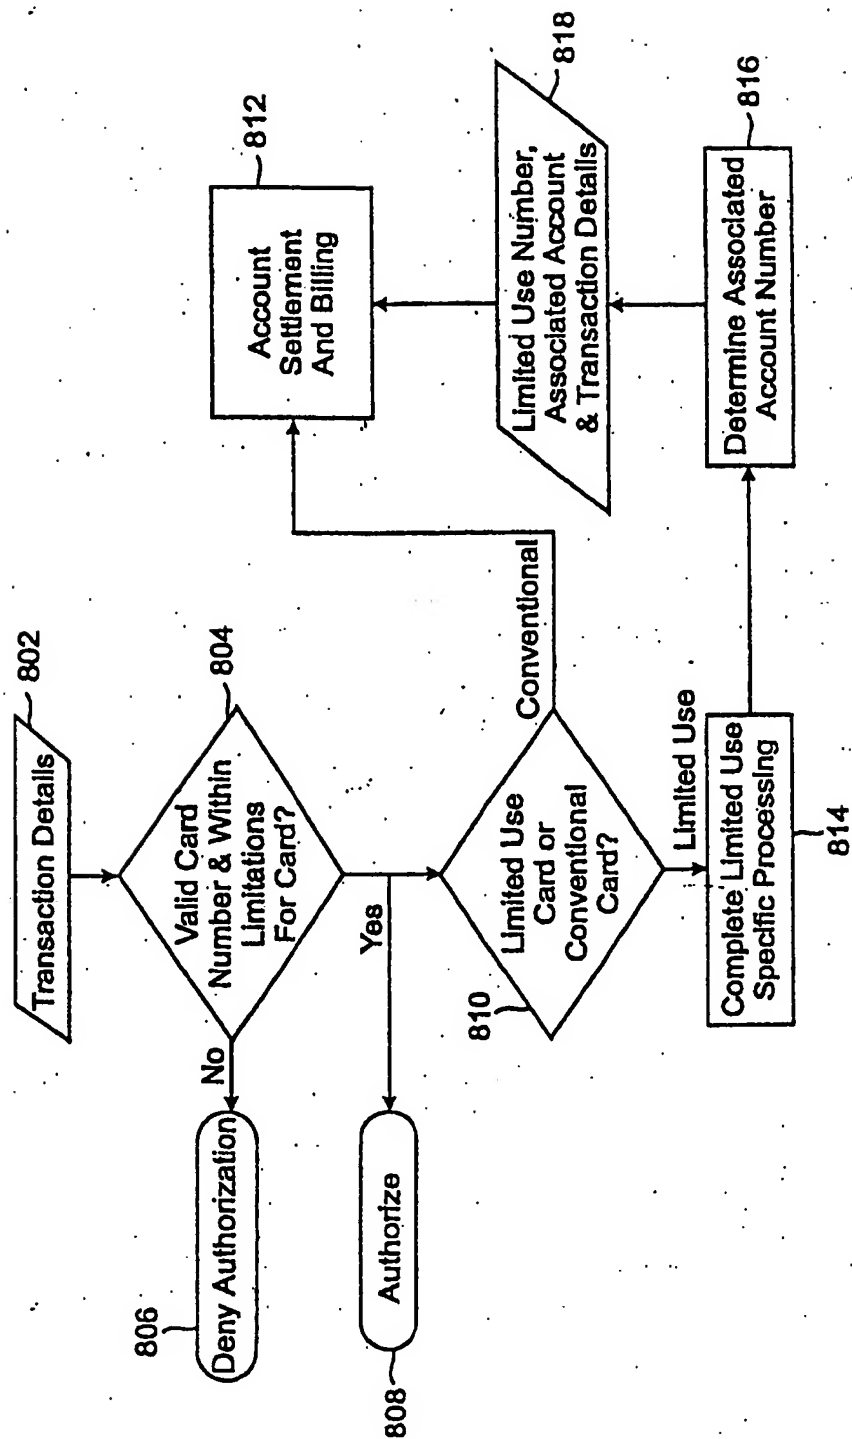 802
Transaction Details
804
Valid Card
Number & Within
Limitations
For Card?
No
806
Deny Authorization
Yes
808
Authorize
810
Limited Use
Card or
Conventional
Card?
Conventional
812
Account
Settlement
And Billing
Limited Use
814
Complete Limited Use
Specific Processing
816
Determine Associated
Account Number
818
Limited Use Number,
Associated Account
& Transaction Details